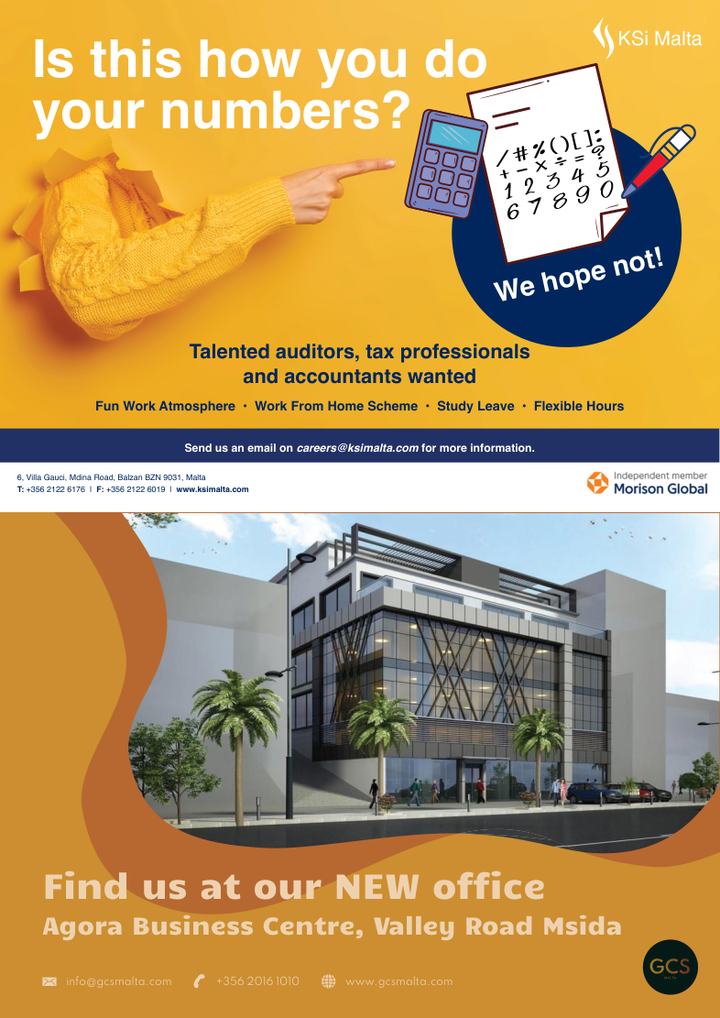 KSi Malta
Is this how you do
your numbers?
/ # % ( ) [ ] :
+ - × ÷ = ?
1 2 3 4 5
6 7 8 9 0
We hope not!
Talented auditors, tax professionals
and accountants wanted
Fun Work Atmosphere • Work From Home Scheme • Study Leave • Flexible Hours
Send us an email on careers@ksimalta.com for more information.
6, Villa Gauci, Mdina Road, Balzan BZN 9031, Malta
T: +356 2122 6176 | F: +356 2122 6019 | www.ksimalta.com
Independent member
Morison Global
Find us at our NEW office
Agora Business Centre, Valley Road Msida
info@gcsmalta.com +356 2016 1010 www.gcsmalta.com
GCS
MALTA